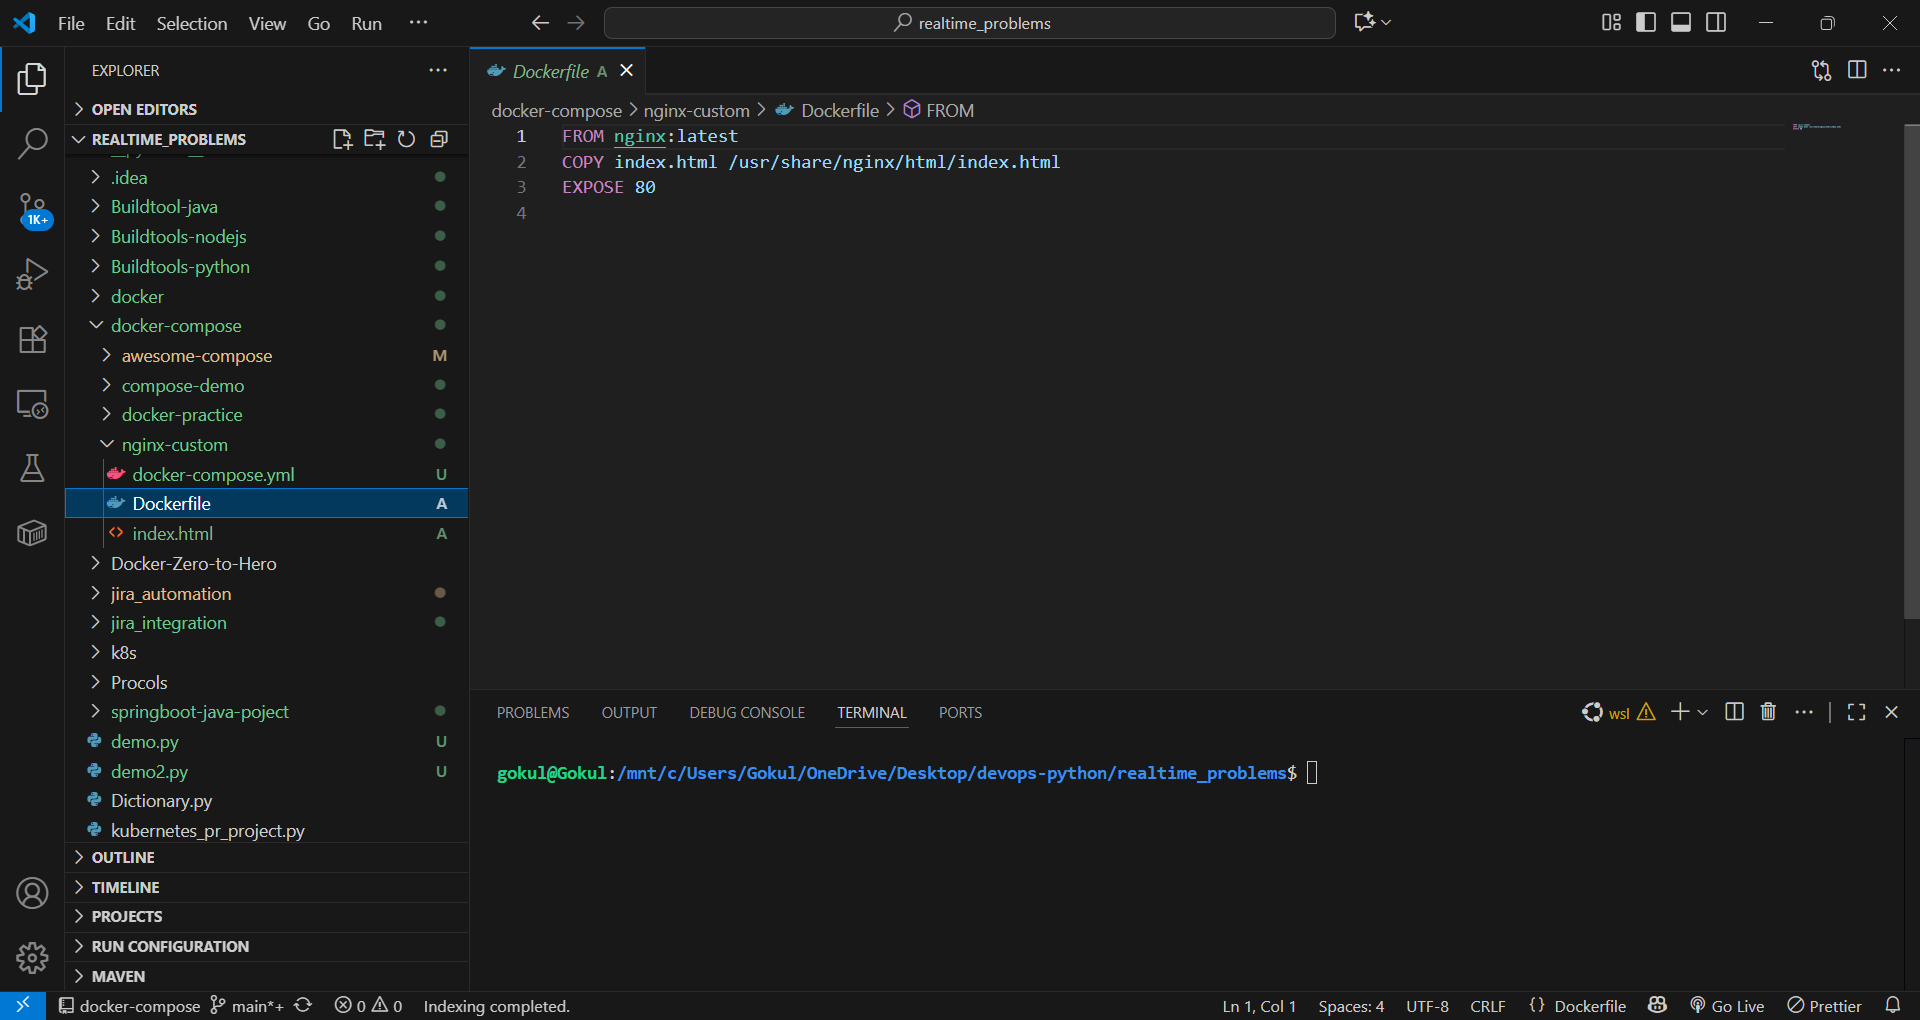 File Edit Selection View Go Run ···
realtime_problems
EXPLORER
OPEN EDITORS
REALTIME_PROBLEMS
.idea
Buildtool-java
Buildtools-nodejs
Buildtools-python
docker
docker-compose
awesome-compose M
compose-demo
docker-practice
nginx-custom
docker-compose.yml U
Dockerfile A
index.html A
Docker-Zero-to-Hero
jira_automation
jira_integration
k8s
Procols
springboot-java-poject
demo.py U
demo2.py U
Dictionary.py
kubernetes_pr_project.py
OUTLINE
TIMELINE
PROJECTS
RUN CONFIGURATION
MAVEN
1K+
Dockerfile A
docker-compose > nginx-custom > Dockerfile > FROM
1 FROM nginx:latest
2 COPY index.html /usr/share/nginx/html/index.html
3 EXPOSE 80
4
PROBLEMS OUTPUT DEBUG CONSOLE TERMINAL PORTS
wsl
gokul@Gokul:/mnt/c/Users/Gokul/OneDrive/Desktop/devops-python/realtime_problems$
docker-compose main*+ 0 0 Indexing completed.
Ln 1, Col 1 Spaces: 4 UTF-8 CRLF {} Dockerfile Go Live Prettier